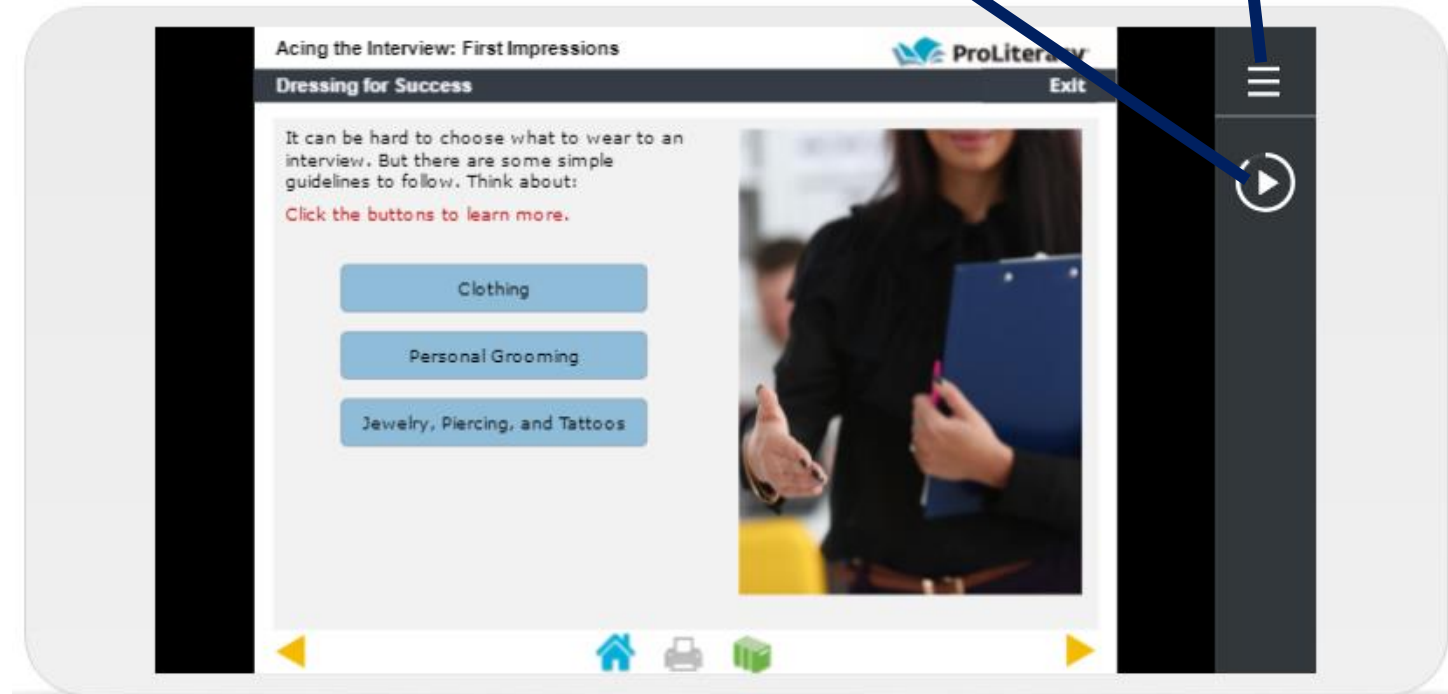 Acing the Interview: First Impressions
ProLiteracy
Dressing for Success
Exit
It can be hard to choose what to wear to an
interview. But there are some simple
guidelines to follow. Think about:
Click the buttons to learn more.
Clothing
Personal Grooming
Jewelry, Piercing, and Tattoos